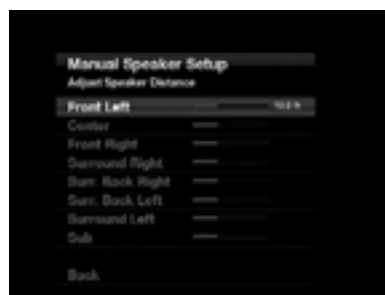 Manual Speaker Setup
Adjust Speaker Distance
Front Left
Center
Front Right
Surround Right
Surr. Back Right
Surr. Back Left
Surround Left
Sub
Back